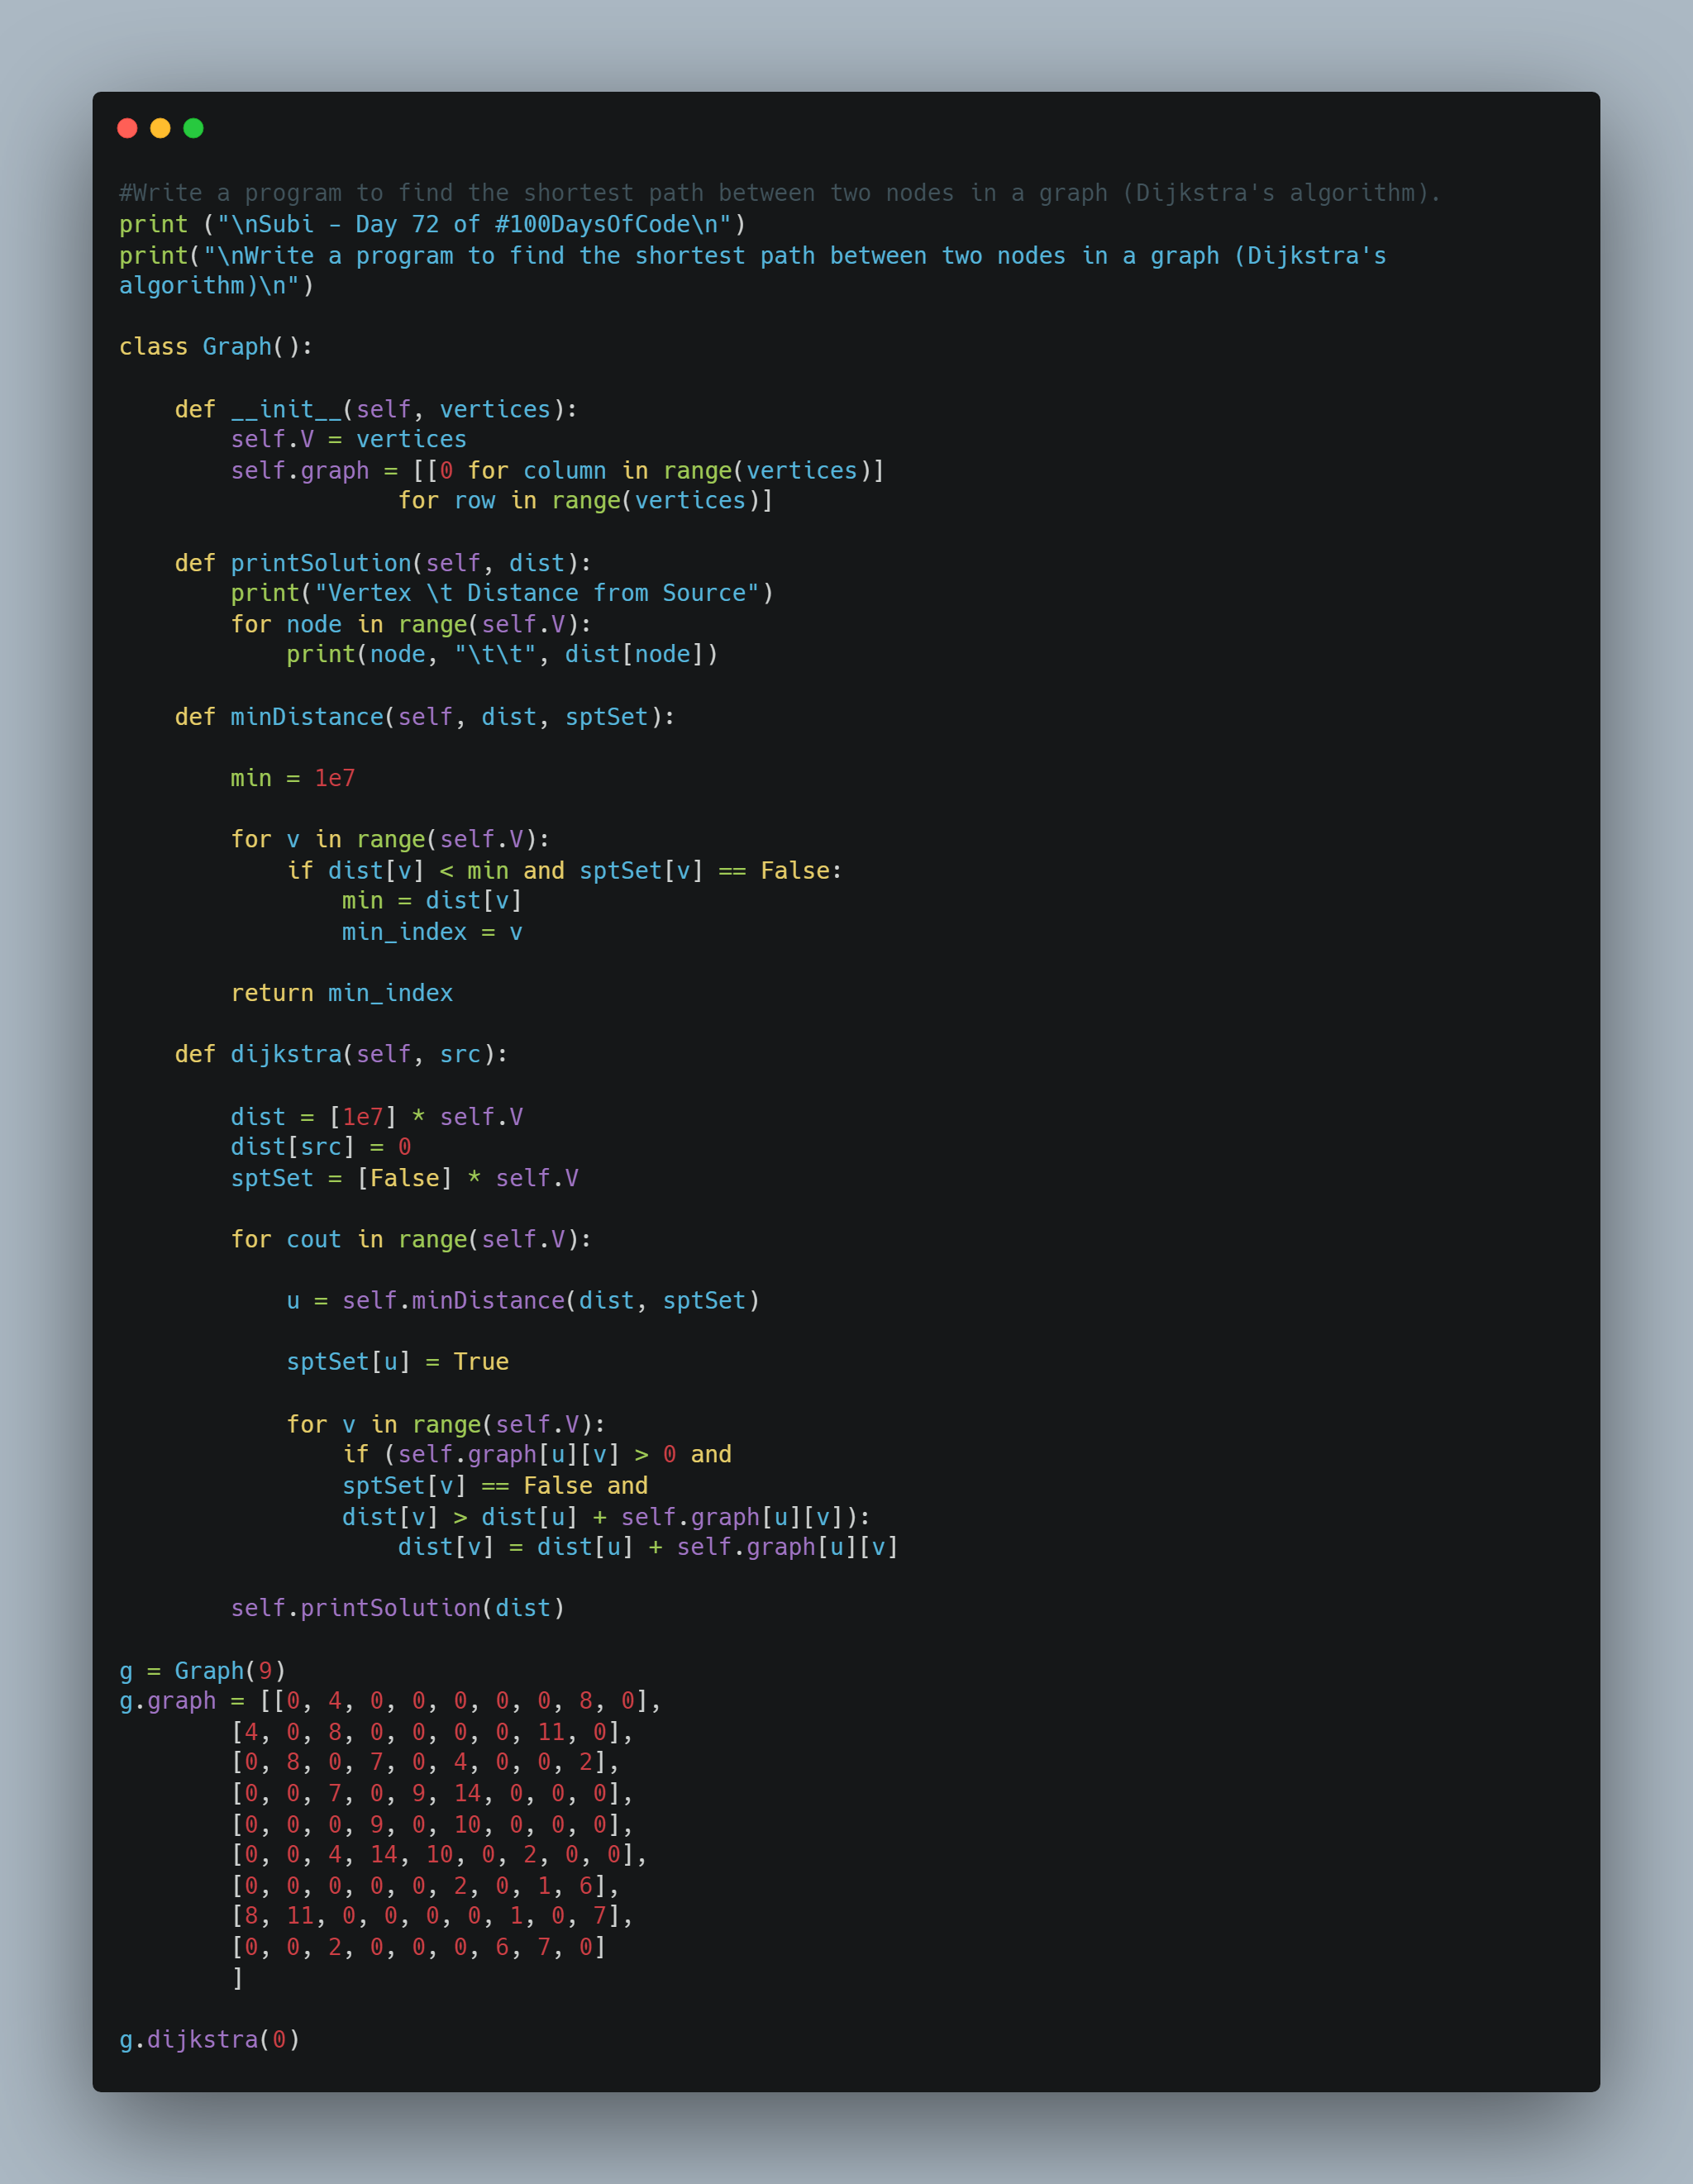 #Write a program to find the shortest path between two nodes in a graph (Dijkstra's algorithm).
print ("\nSubi - Day 72 of #100DaysOfCode\n")
print("\nWrite a program to find the shortest path between two nodes in a graph (Dijkstra's
algorithm)\n")

class Graph():

    def __init__(self, vertices):
        self.V = vertices
        self.graph = [[0 for column in range(vertices)]
                    for row in range(vertices)]

    def printSolution(self, dist):
        print("Vertex \t Distance from Source")
        for node in range(self.V):
            print(node, "\t\t", dist[node])

    def minDistance(self, dist, sptSet):

        min = 1e7

        for v in range(self.V):
            if dist[v] < min and sptSet[v] == False:
                min = dist[v]
                min_index = v

        return min_index

    def dijkstra(self, src):

        dist = [1e7] * self.V
        dist[src] = 0
        sptSet = [False] * self.V

        for cout in range(self.V):

            u = self.minDistance(dist, sptSet)

            sptSet[u] = True

            for v in range(self.V):
                if (self.graph[u][v] > 0 and
                sptSet[v] == False and
                dist[v] > dist[u] + self.graph[u][v]):
                    dist[v] = dist[u] + self.graph[u][v]

        self.printSolution(dist)

g = Graph(9)
g.graph = [[0, 4, 0, 0, 0, 0, 0, 8, 0],
        [4, 0, 8, 0, 0, 0, 0, 11, 0],
        [0, 8, 0, 7, 0, 4, 0, 0, 2],
        [0, 0, 7, 0, 9, 14, 0, 0, 0],
        [0, 0, 0, 9, 0, 10, 0, 0, 0],
        [0, 0, 4, 14, 10, 0, 2, 0, 0],
        [0, 0, 0, 0, 0, 2, 0, 1, 6],
        [8, 11, 0, 0, 0, 0, 1, 0, 7],
        [0, 0, 2, 0, 0, 0, 6, 7, 0]
        ]

g.dijkstra(0)